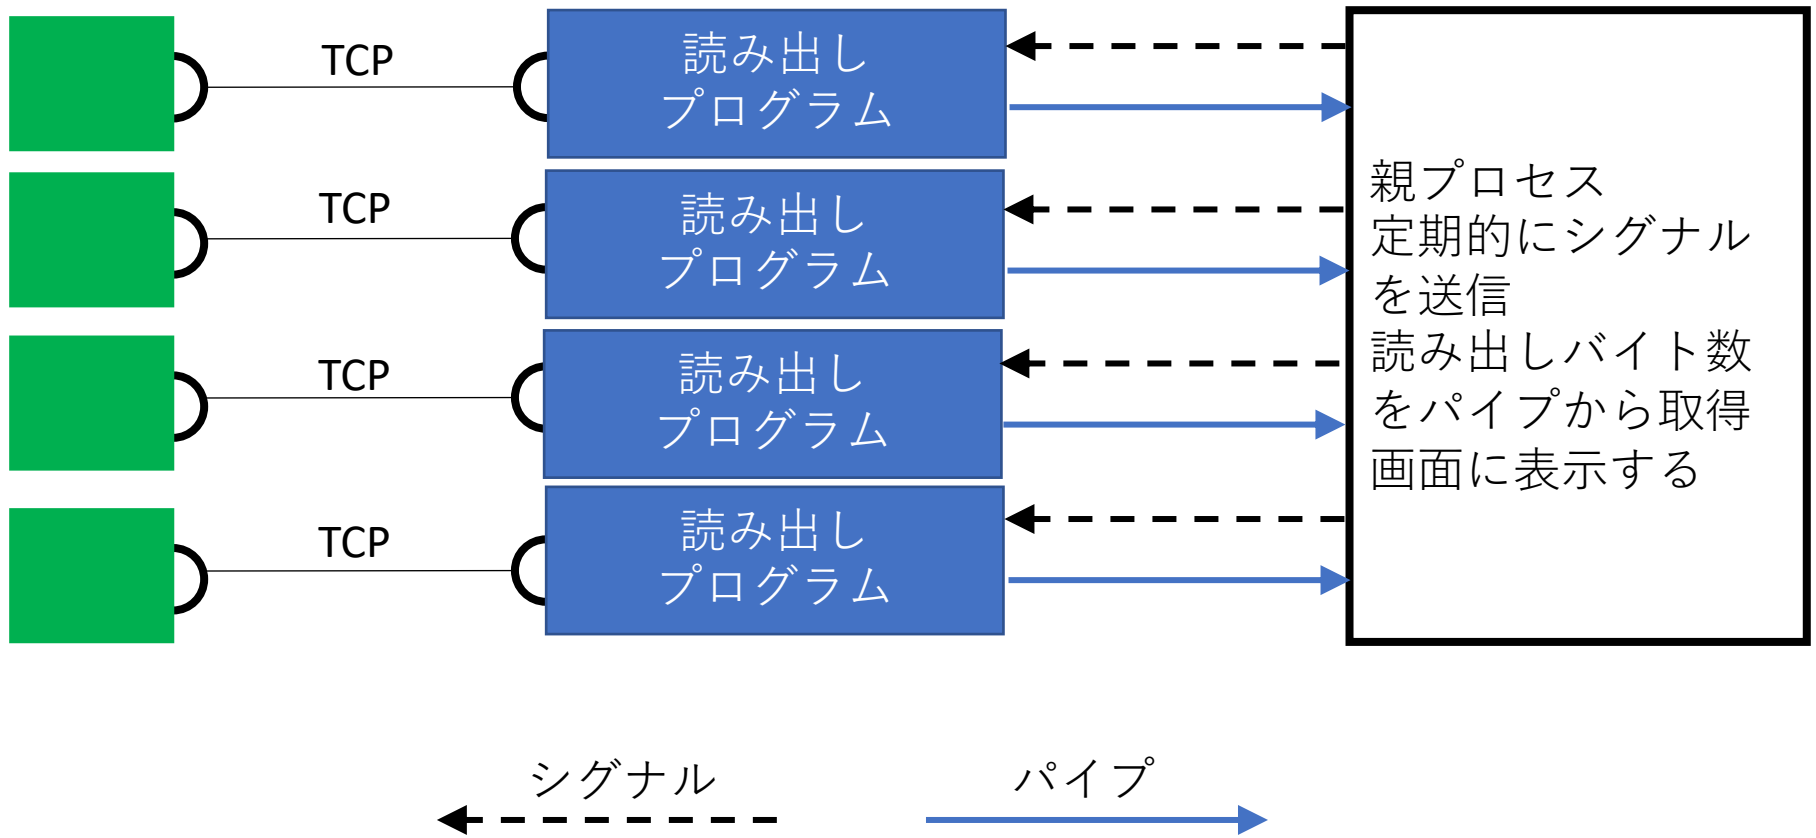 TCP
読み出し
プログラム
TCP
読み出し
プログラム
TCP
読み出し
プログラム
TCP
読み出し
プログラム
親プロセス
定期的にシグナル
を送信
読み出しバイト数
をパイプから取得
画面に表示する
シグナル
パイプ